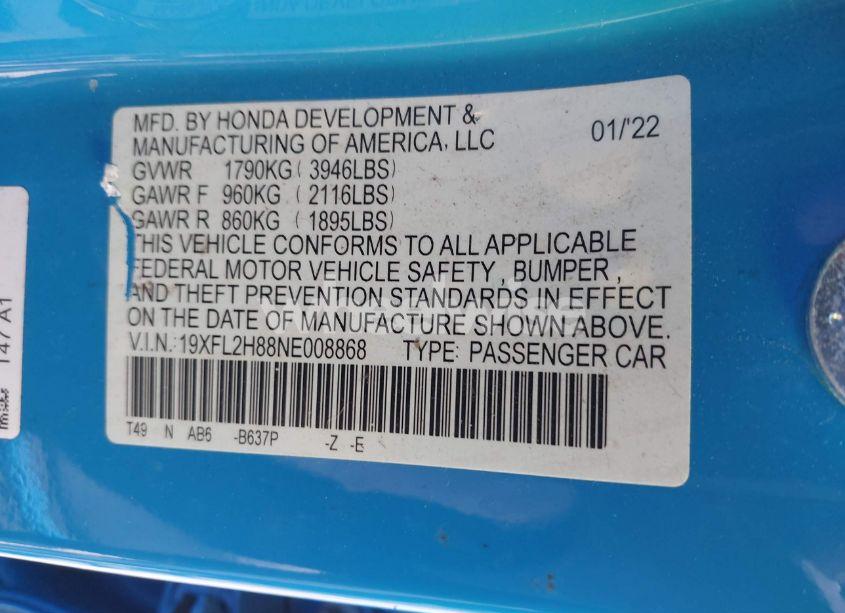 MFD. BY HONDA DEVELOPMENT &
MANUFACTURING OF AMERICA, LLC 01/'22
GVWR 1790KG ( 3946LBS)
GAWR F 960KG ( 2116LBS)
GAWR R 860KG ( 1895LBS)
THIS VEHICLE CONFORMS TO ALL APPLICABLE
FEDERAL MOTOR VEHICLE SAFETY , BUMPER ,
AND THEFT PREVENTION STANDARDS IN EFFECT
ON THE DATE OF MANUFACTURE SHOWN ABOVE.
V.I.N.: 19XFL2H88NE008868 TYPE: PASSENGER CAR
T49 N AB6 -B637P -Z -E